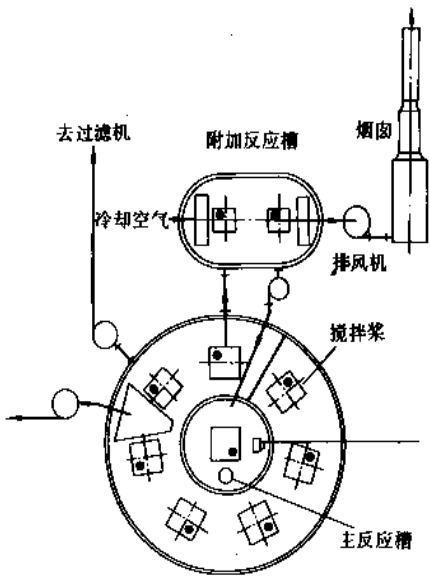 烟囱
去过滤机
附加反应槽
冷却空气
排风机
搅拌桨
主反应槽